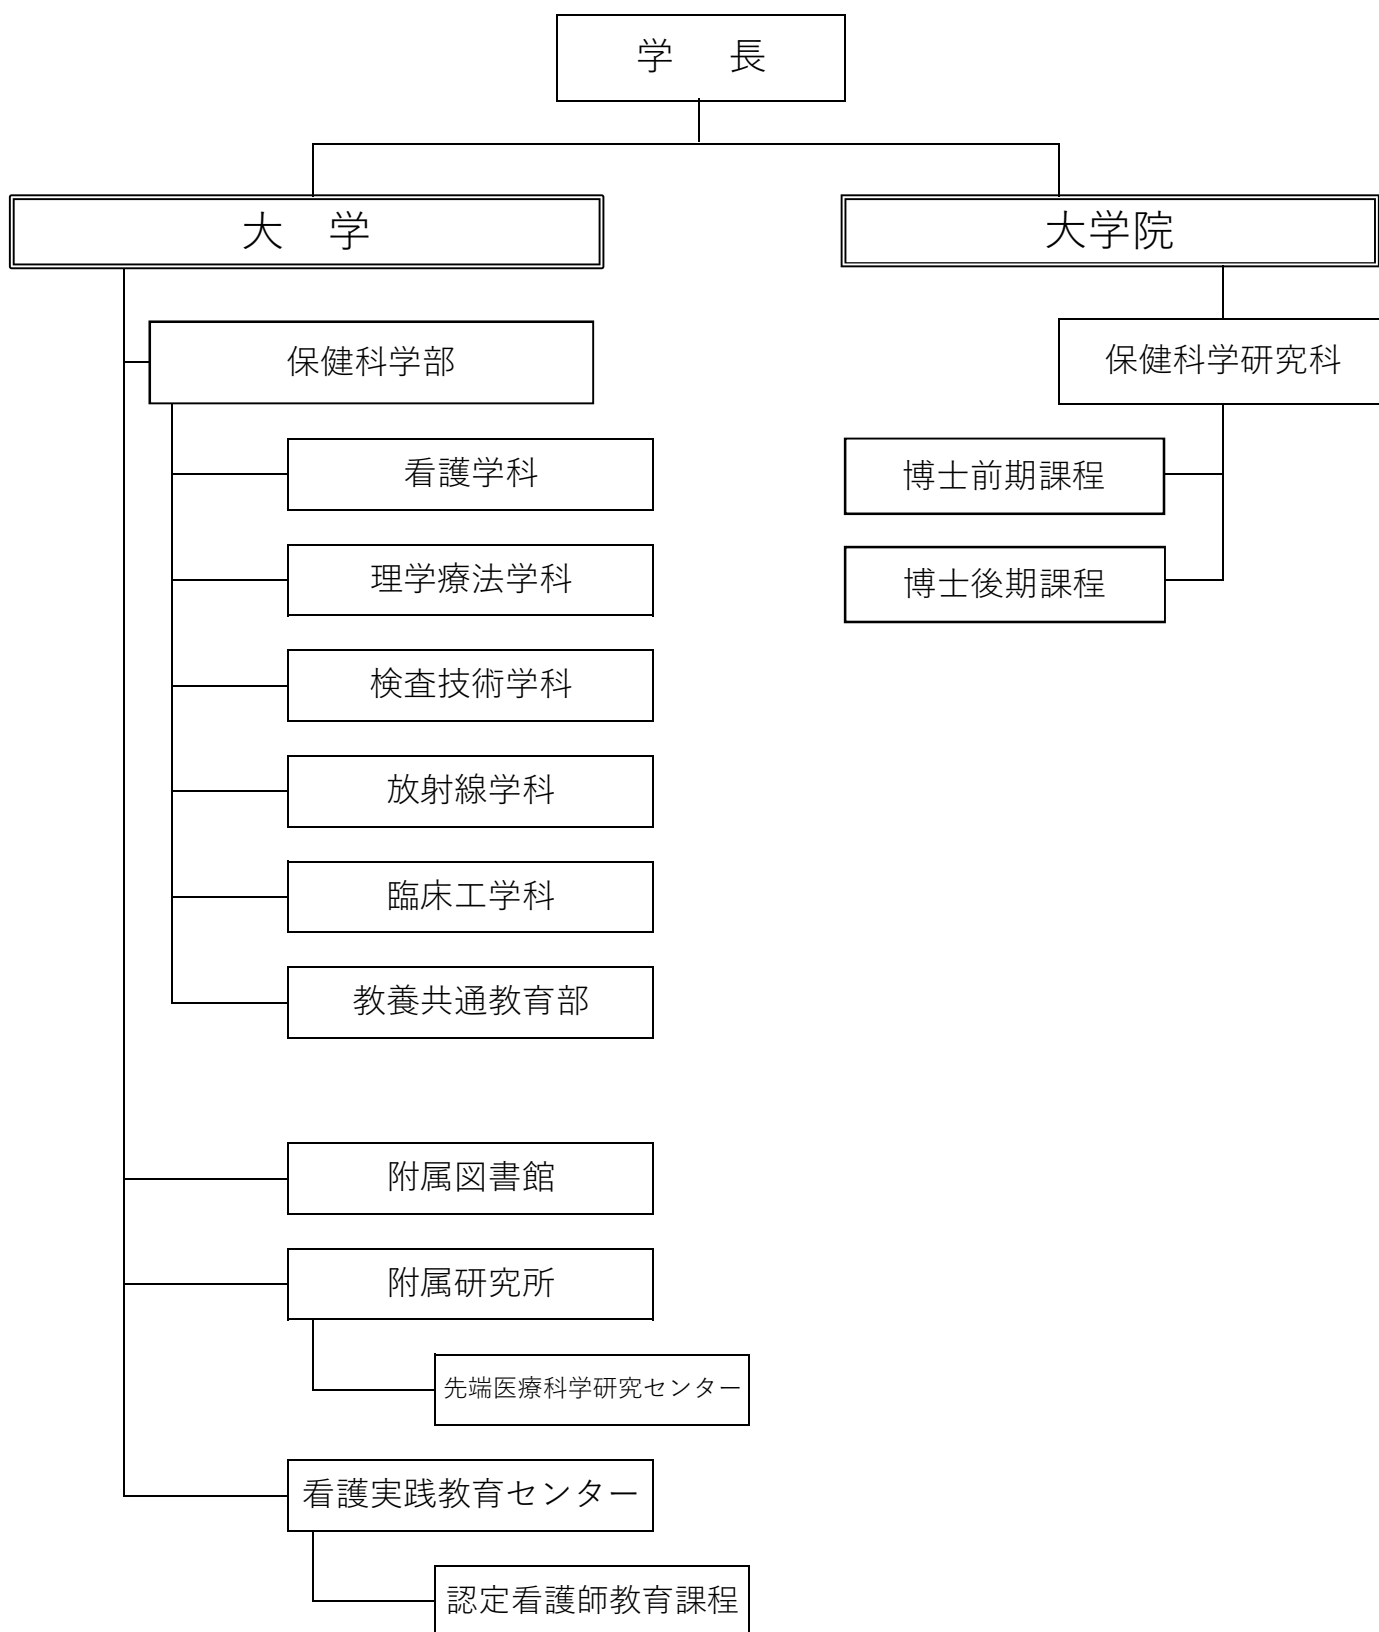 学 長
大 学
大学院
保健科学部
保健科学研究科
看護学科
博士前期課程
理学療法学科
博士後期課程
検査技術学科
放射線学科
臨床工学科
教養共通教育部
附属図書館
附属研究所
先端医療科学研究センター
看護実践教育センター
認定看護師教育課程